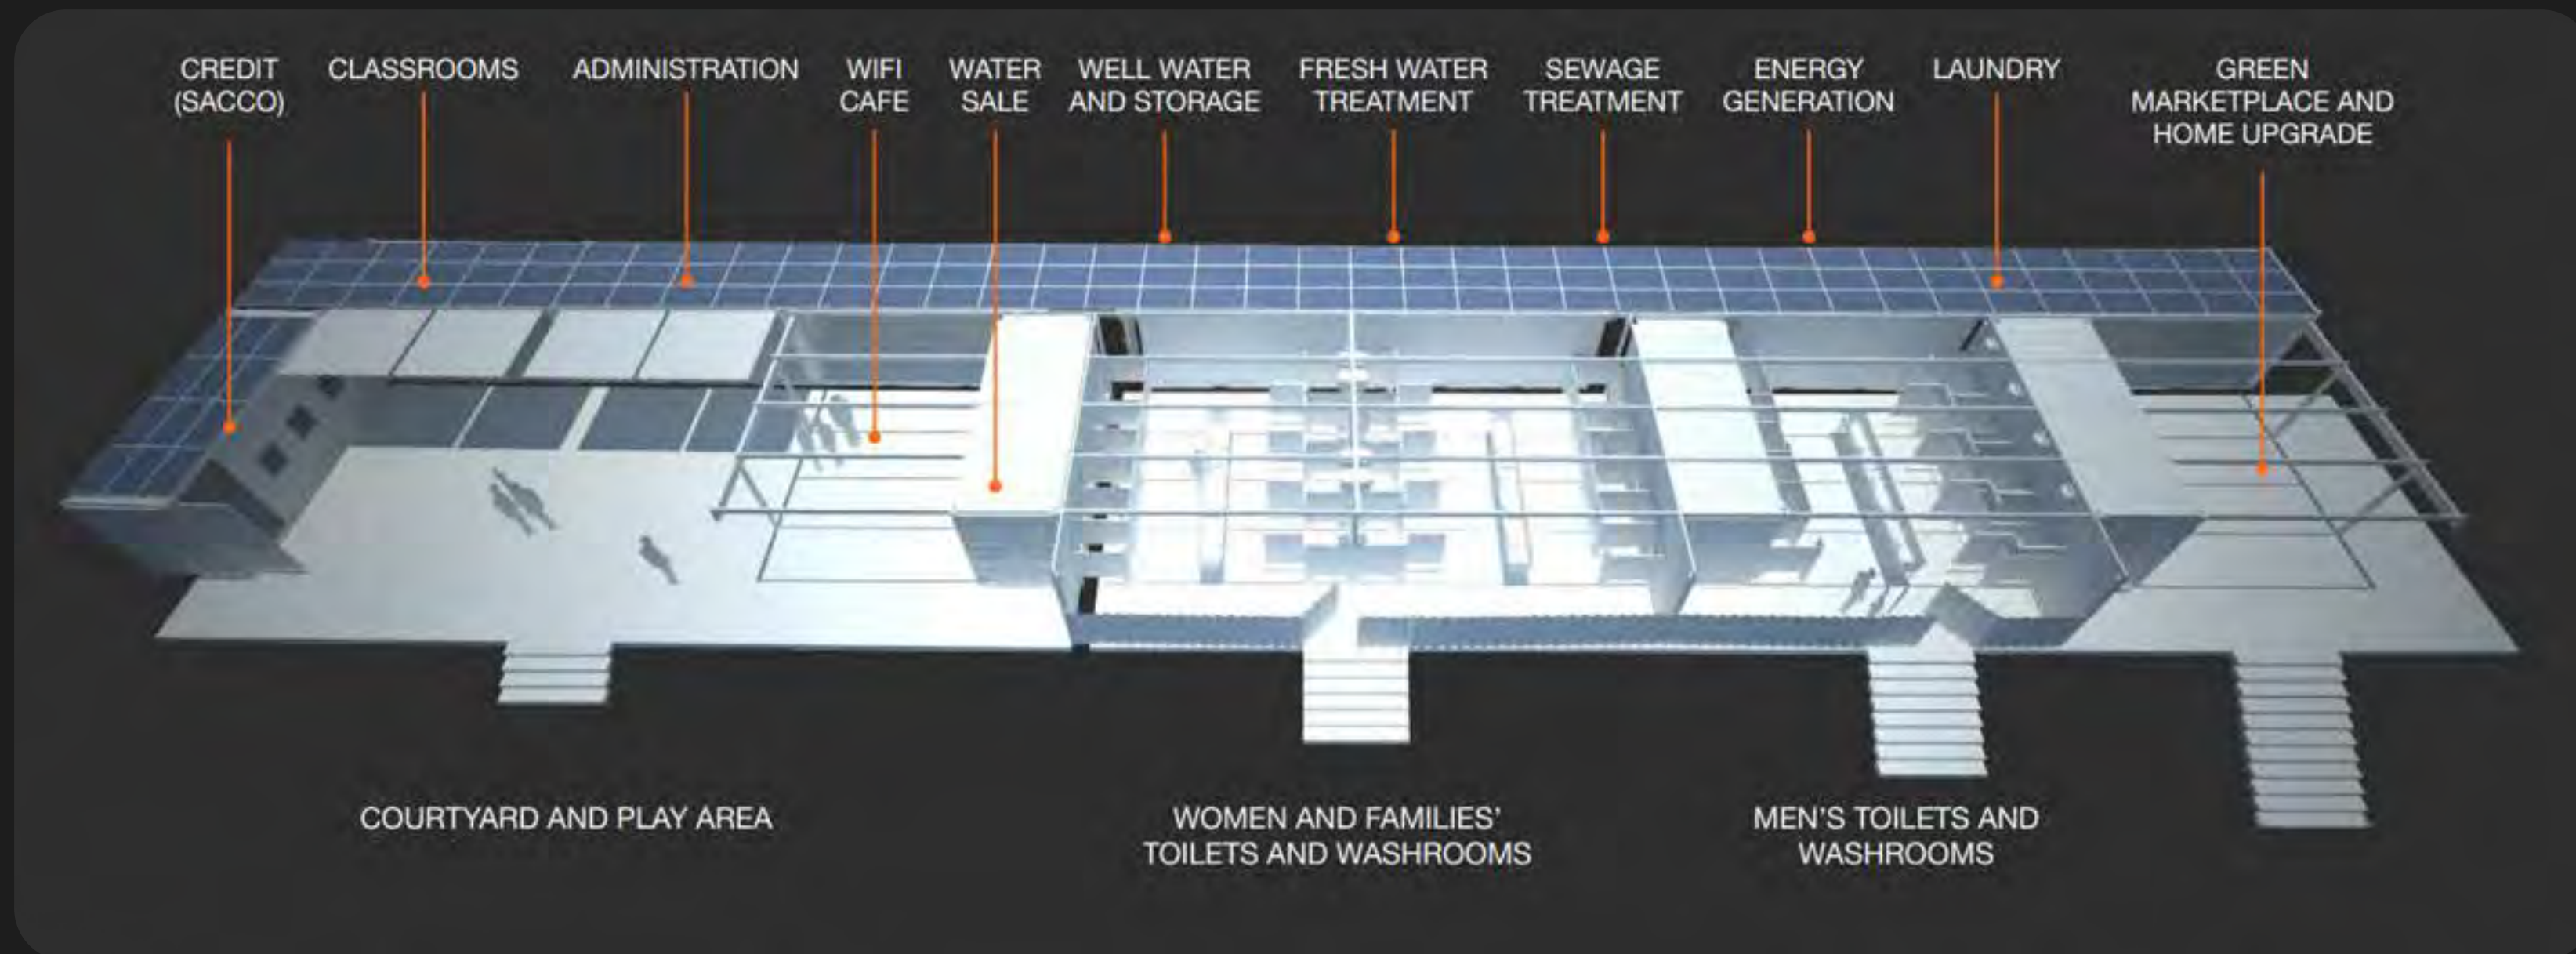 CREDIT
(SACCO)
CLASSROOMS
ADMINISTRATION
WIFI
CAFE
WATER
SALE
WELL WATER
AND STORAGE
FRESH WATER
TREATMENT
SEWAGE
TREATMENT
ENERGY
GENERATION
LAUNDRY
GREEN
MARKETPLACE AND
HOME UPGRADE
COURTYARD AND PLAY AREA
WOMEN AND FAMILIES’
TOILETS AND WASHROOMS
MEN’S TOILETS AND
WASHROOMS